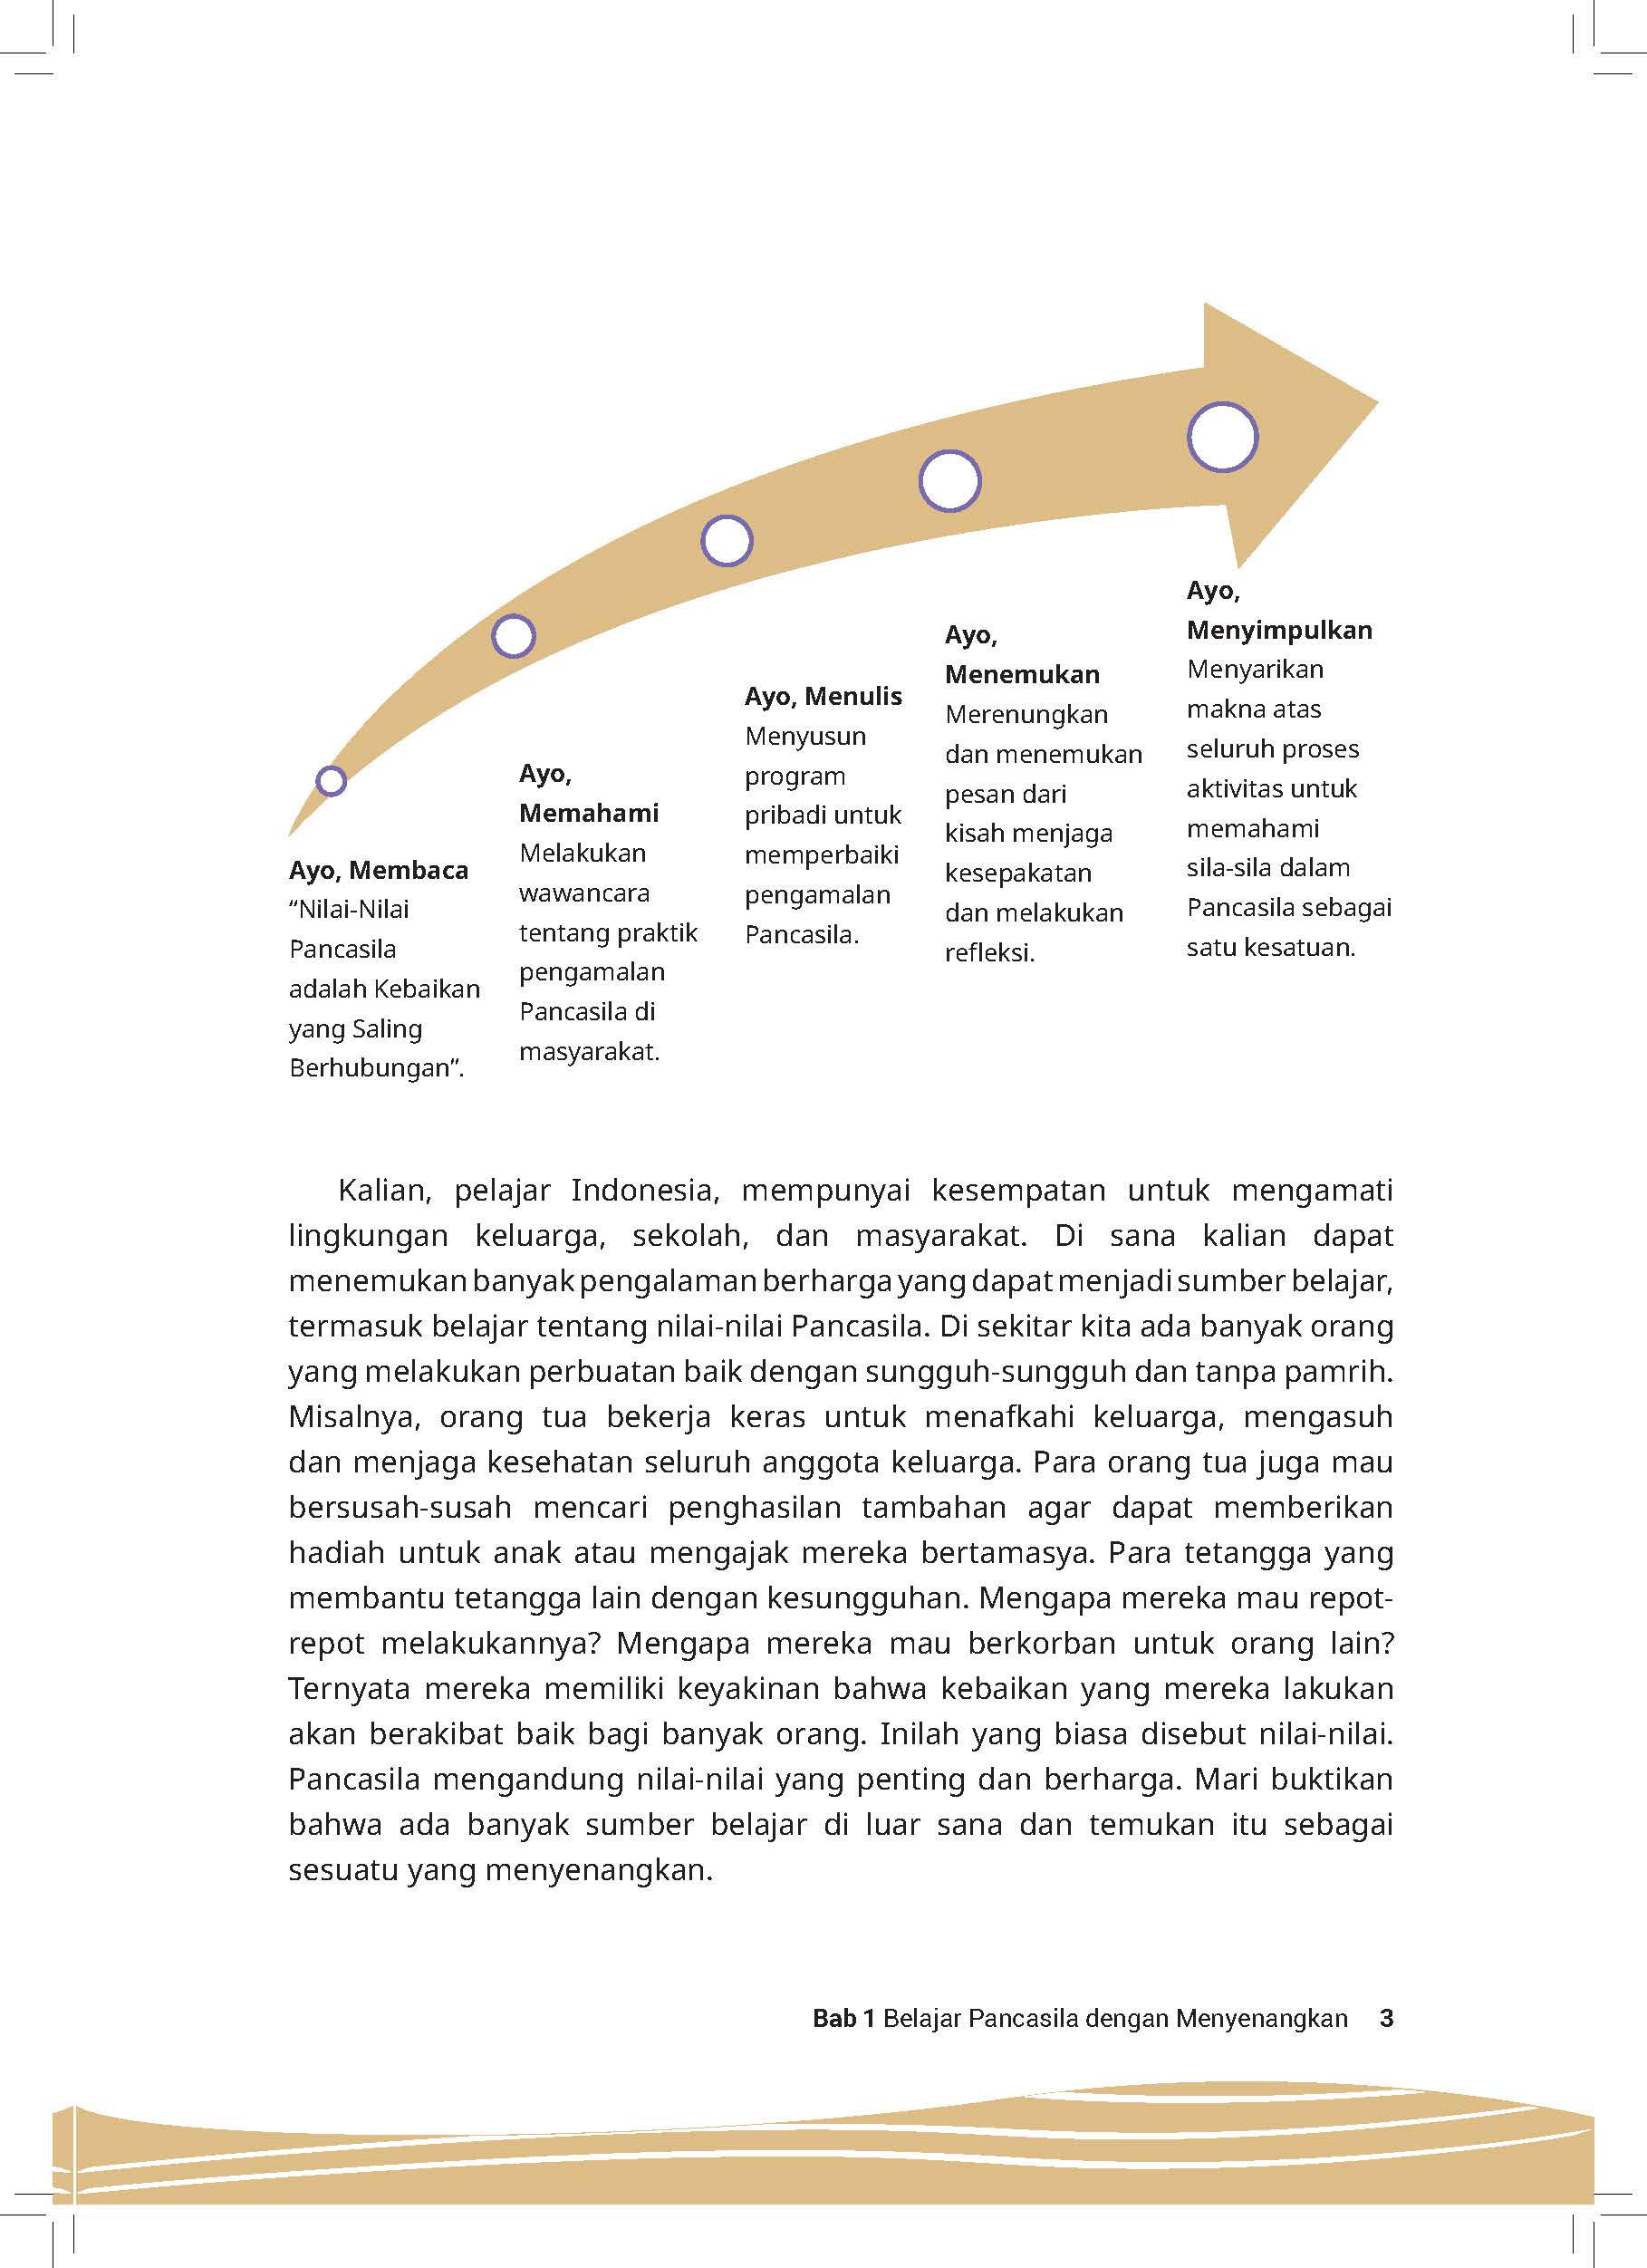 Ayo, Membaca
“Nilai-Nilai
Pancasila
adalah Kebaikan
yang Saling
Berhubungan”.
Ayo,
Memahami
Melakukan
wawancara
tentang praktik
pengamalan
Pancasila di
masyarakat.
Ayo, Menulis
Menyusun
program
pribadi untuk
memperbaiki
pengamalan
Pancasila.
Ayo,
Menemukan
Merenungkan
dan menemukan
pesan dari
kisah menjaga
kesepakatan
dan melakukan
refleksi.
Ayo,
Menyimpulkan
Menyarikan
makna atas
seluruh proses
aktivitas untuk
memahami
sila-sila dalam
Pancasila sebagai
satu kesatuan.
Kalian, pelajar Indonesia, mempunyai kesempatan untuk mengamati
lingkungan keluarga, sekolah, dan masyarakat. Di sana kalian dapat
menemukan banyak pengalaman berharga yang dapat menjadi sumber belajar,
termasuk belajar tentang nilai-nilai Pancasila. Di sekitar kita ada banyak orang
yang melakukan perbuatan baik dengan sungguh-sungguh dan tanpa pamrih.
Misalnya, orang tua bekerja keras untuk menafkahi keluarga, mengasuh
dan menjaga kesehatan seluruh anggota keluarga. Para orang tua juga mau
bersusah-susah mencari penghasilan tambahan agar dapat memberikan
hadiah untuk anak atau mengajak mereka bertamasya. Para tetangga yang
membantu tetangga lain dengan kesungguhan. Mengapa mereka mau repot-
repot melakukannya? Mengapa mereka mau berkorban untuk orang lain?
Ternyata mereka memiliki keyakinan bahwa kebaikan yang mereka lakukan
akan berakibat baik bagi banyak orang. Inilah yang biasa disebut nilai-nilai.
Pancasila mengandung nilai-nilai yang penting dan berharga. Mari buktikan
bahwa ada banyak sumber belajar di luar sana dan temukan itu sebagai
sesuatu yang menyenangkan.
Bab 1 Belajar Pancasila dengan Menyenangkan 3